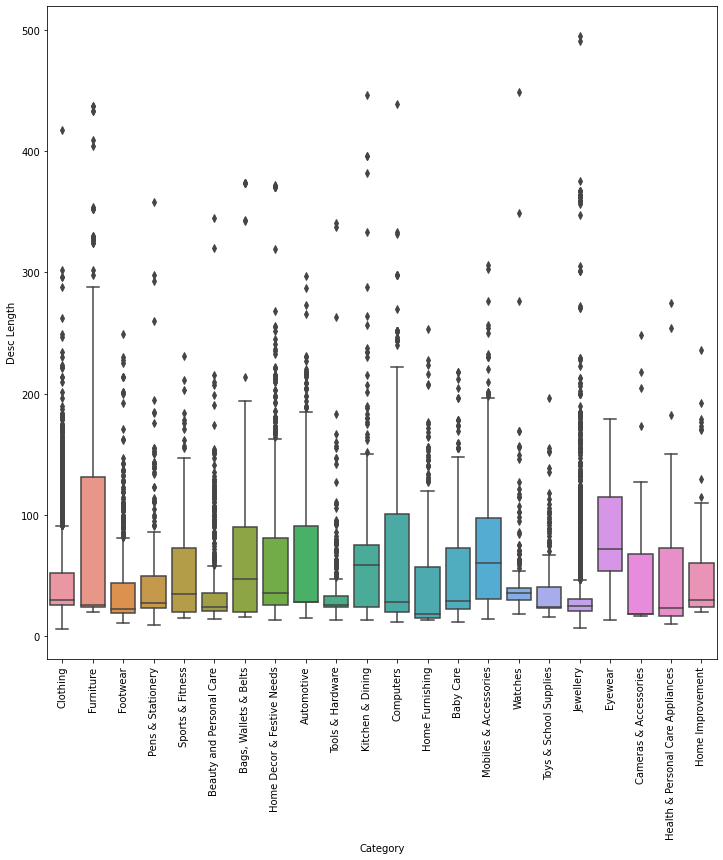 500
400
300
200
100
0
Desc Length
Clothing
Furniture
Footwear
Pens & Stationery
Sports & Fitness
Beauty and Personal Care
Bags, Wallets & Belts
Home Decor & Festive Needs
Automotive
Tools & Hardware
Kitchen & Dining
Computers
Home Furnishing
Baby Care
Mobiles & Accessories
Watches
Toys & School Supplies
Jewellery
Eyewear
Cameras & Accessories
Health & Personal Care Appliances
Home Improvement
Category